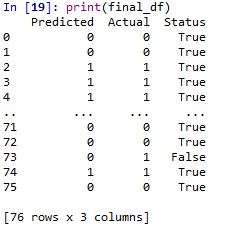 In [19]: print(final_df)
    Predicted  Actual  Status
0           0       0    True
1           0       0    True
2           1       1    True
3           1       1    True
4           1       1    True
..        ...     ...     ...
71          0       0    True
72          0       0    True
73          0       1   False
74          1       1    True
75          0       0    True
[76 rows x 3 columns]